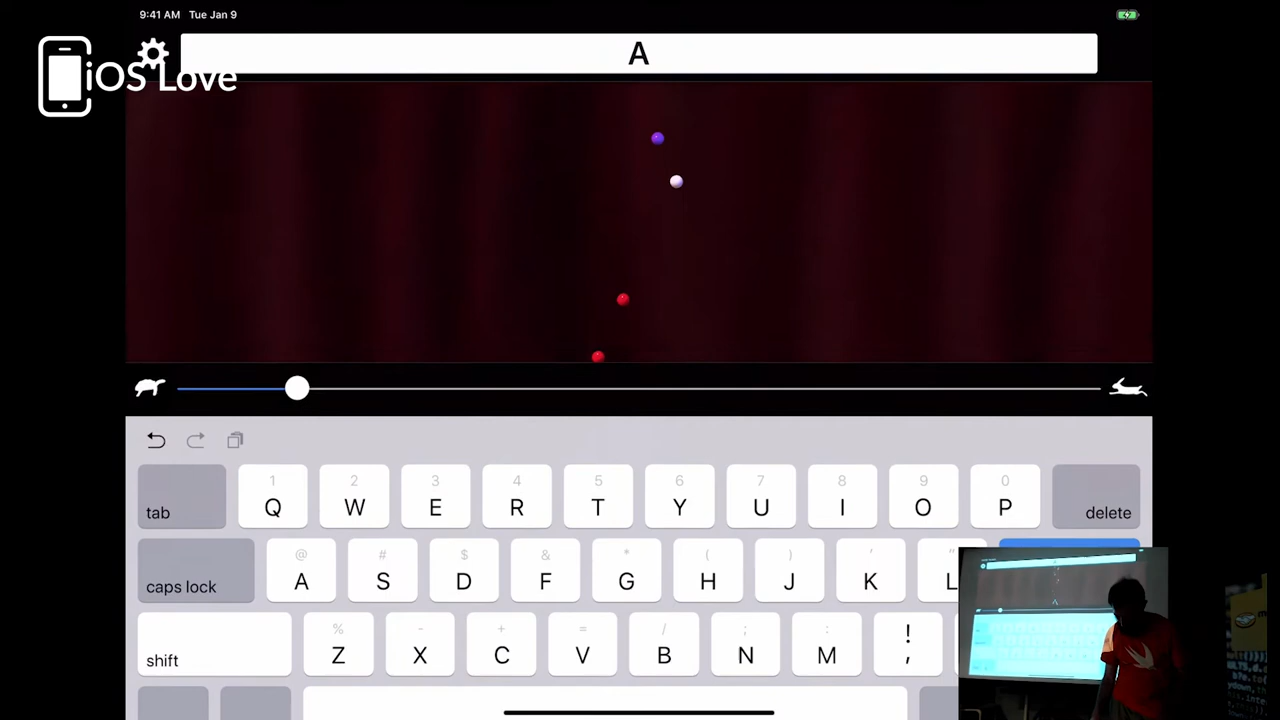 9:41 AM Tue Jan 9
iOS Love
A
1 2 3 4 5 6 7 8 9 0
tab Q W E R T Y U I O P delete
@ # $ & * ( ) ' "
caps lock A S D F G H J K L
% - + = / ; : !
shift Z X C V B N M ,